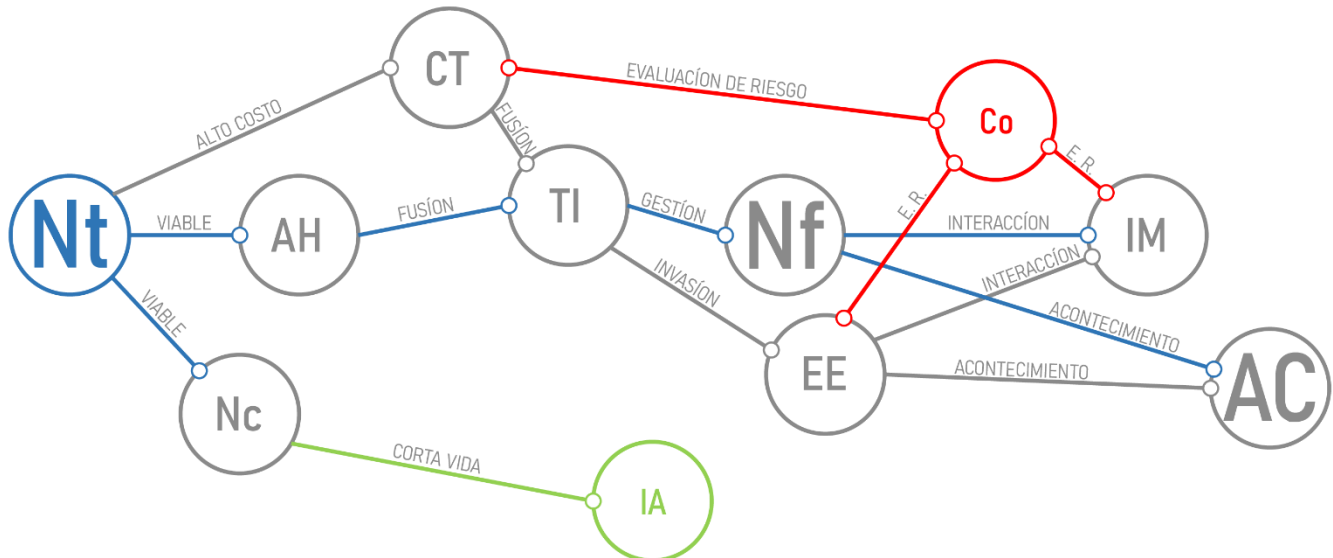 CT
EVALUACÍON DE RIESGO
Co
ALTO COSTO
FUSÍON
E. R.
E. R.
Nt
VIABLE
AH
FUSÍON
TI
GESTÍON
Nf
INTERACCÍON
IM
INVASÍON
INTERACCÍON
VIABLE
ACONTECIMIENTO
EE
ACONTECIMIENTO
AC
Nc
CORTA VIDA
IA